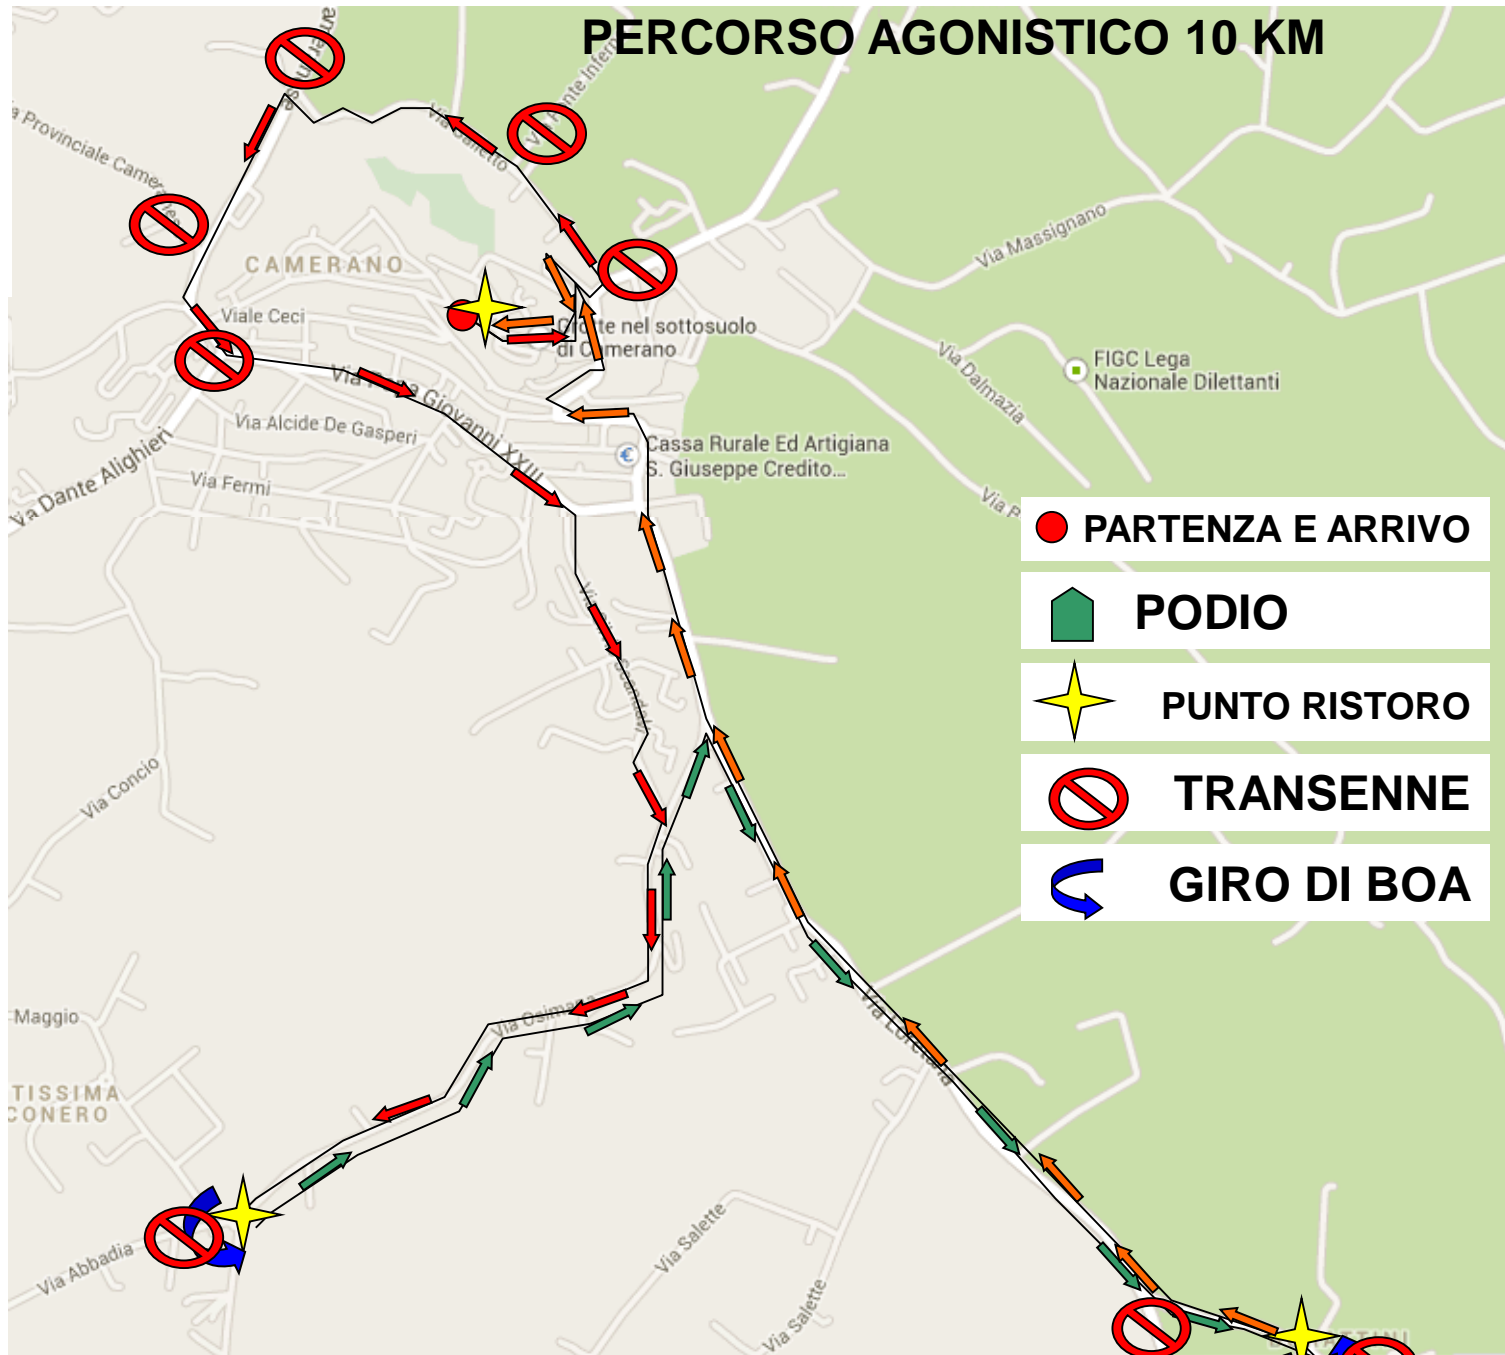 PERCORSO AGONISTICO 10 KM
Via Provinciale Camera
Via Massignano
CAMERANO
Viale Ceci
Grotte nel sottosuolo
di Camerano
Via Dalmazia
FIGC Lega
Nazionale Dilettanti
Giovanni XXIII
Via Alcide De Gasperi
Via Dante Alighieri
Cassa Rurale Ed Artigiana
S. Giuseppe Credito...
Via Fermi
PARTENZA E ARRIVO
PODIO
PUNTO RISTORO
Via Concio
TRANSENNE
GIRO DI BOA
Via Osimana
Maggio
TISSIMA
CONERO
Via Loretana
Via Salette
Via Abbadia
Via Salette